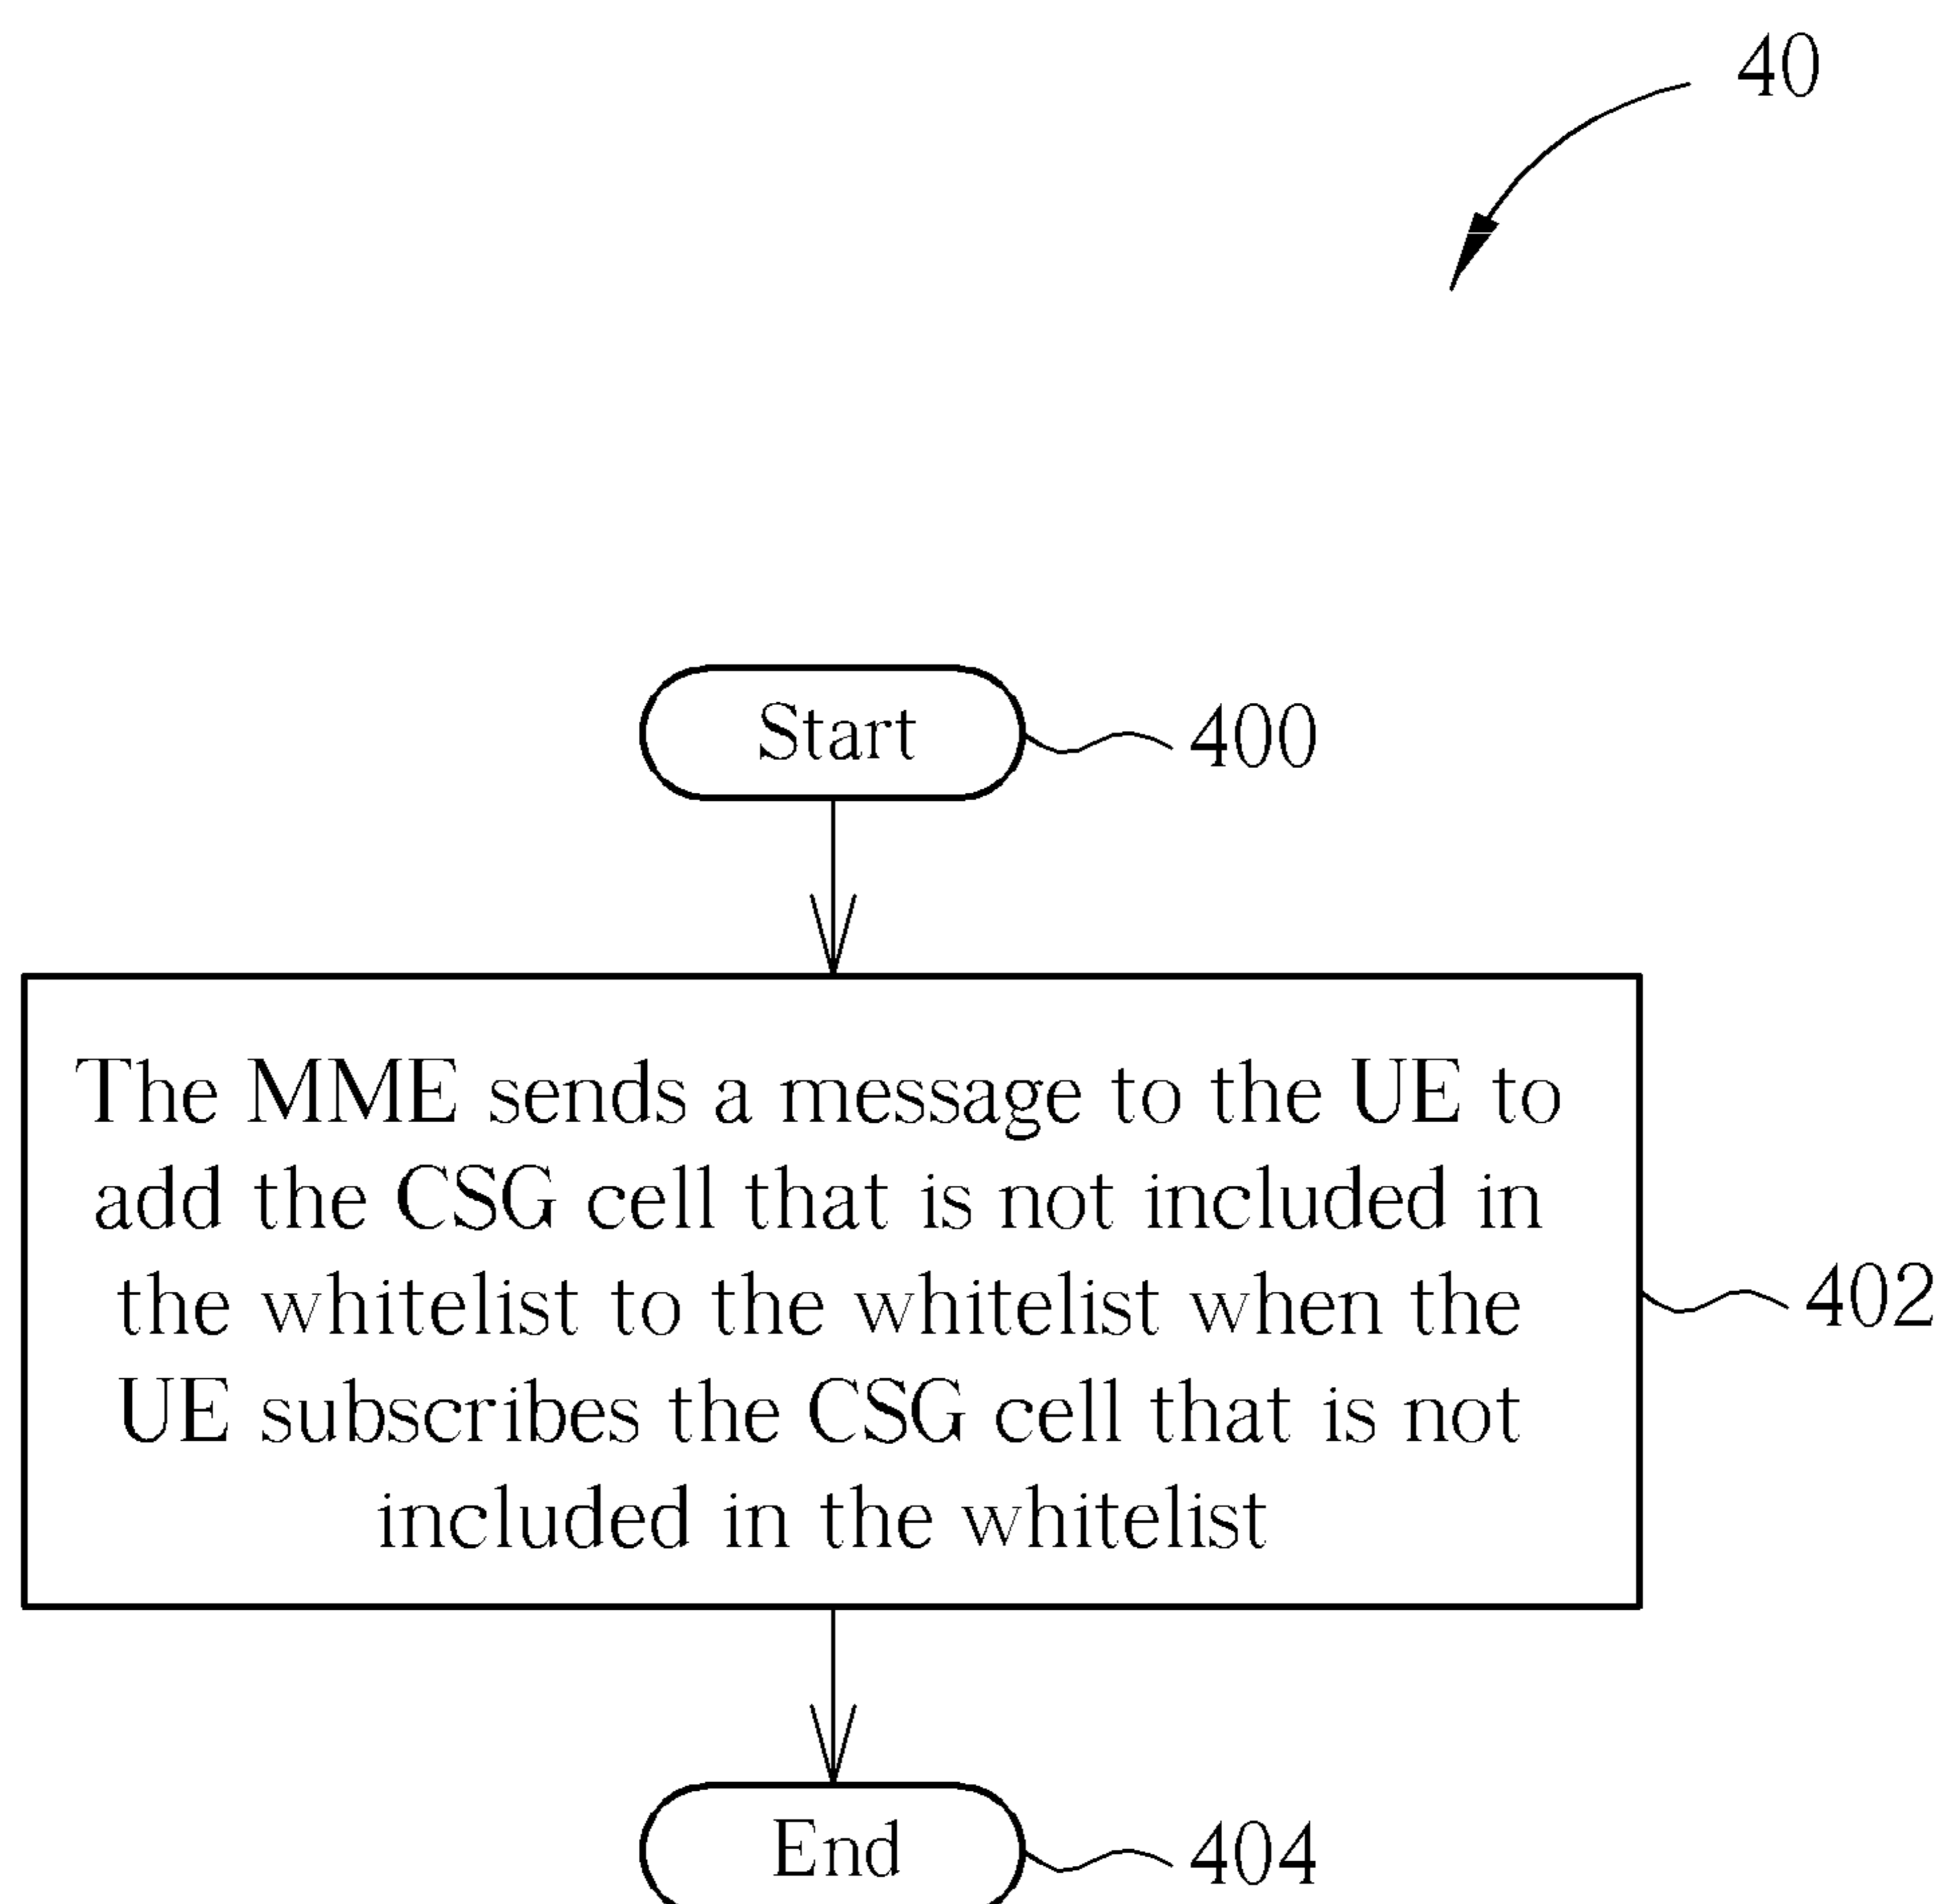 40
Start
400
The MME sends a message to the UE to
add the CSG cell that is not included in
the whitelist to the whitelist when the
UE subscribes the CSG cell that is not
included in the whitelist
402
End
404